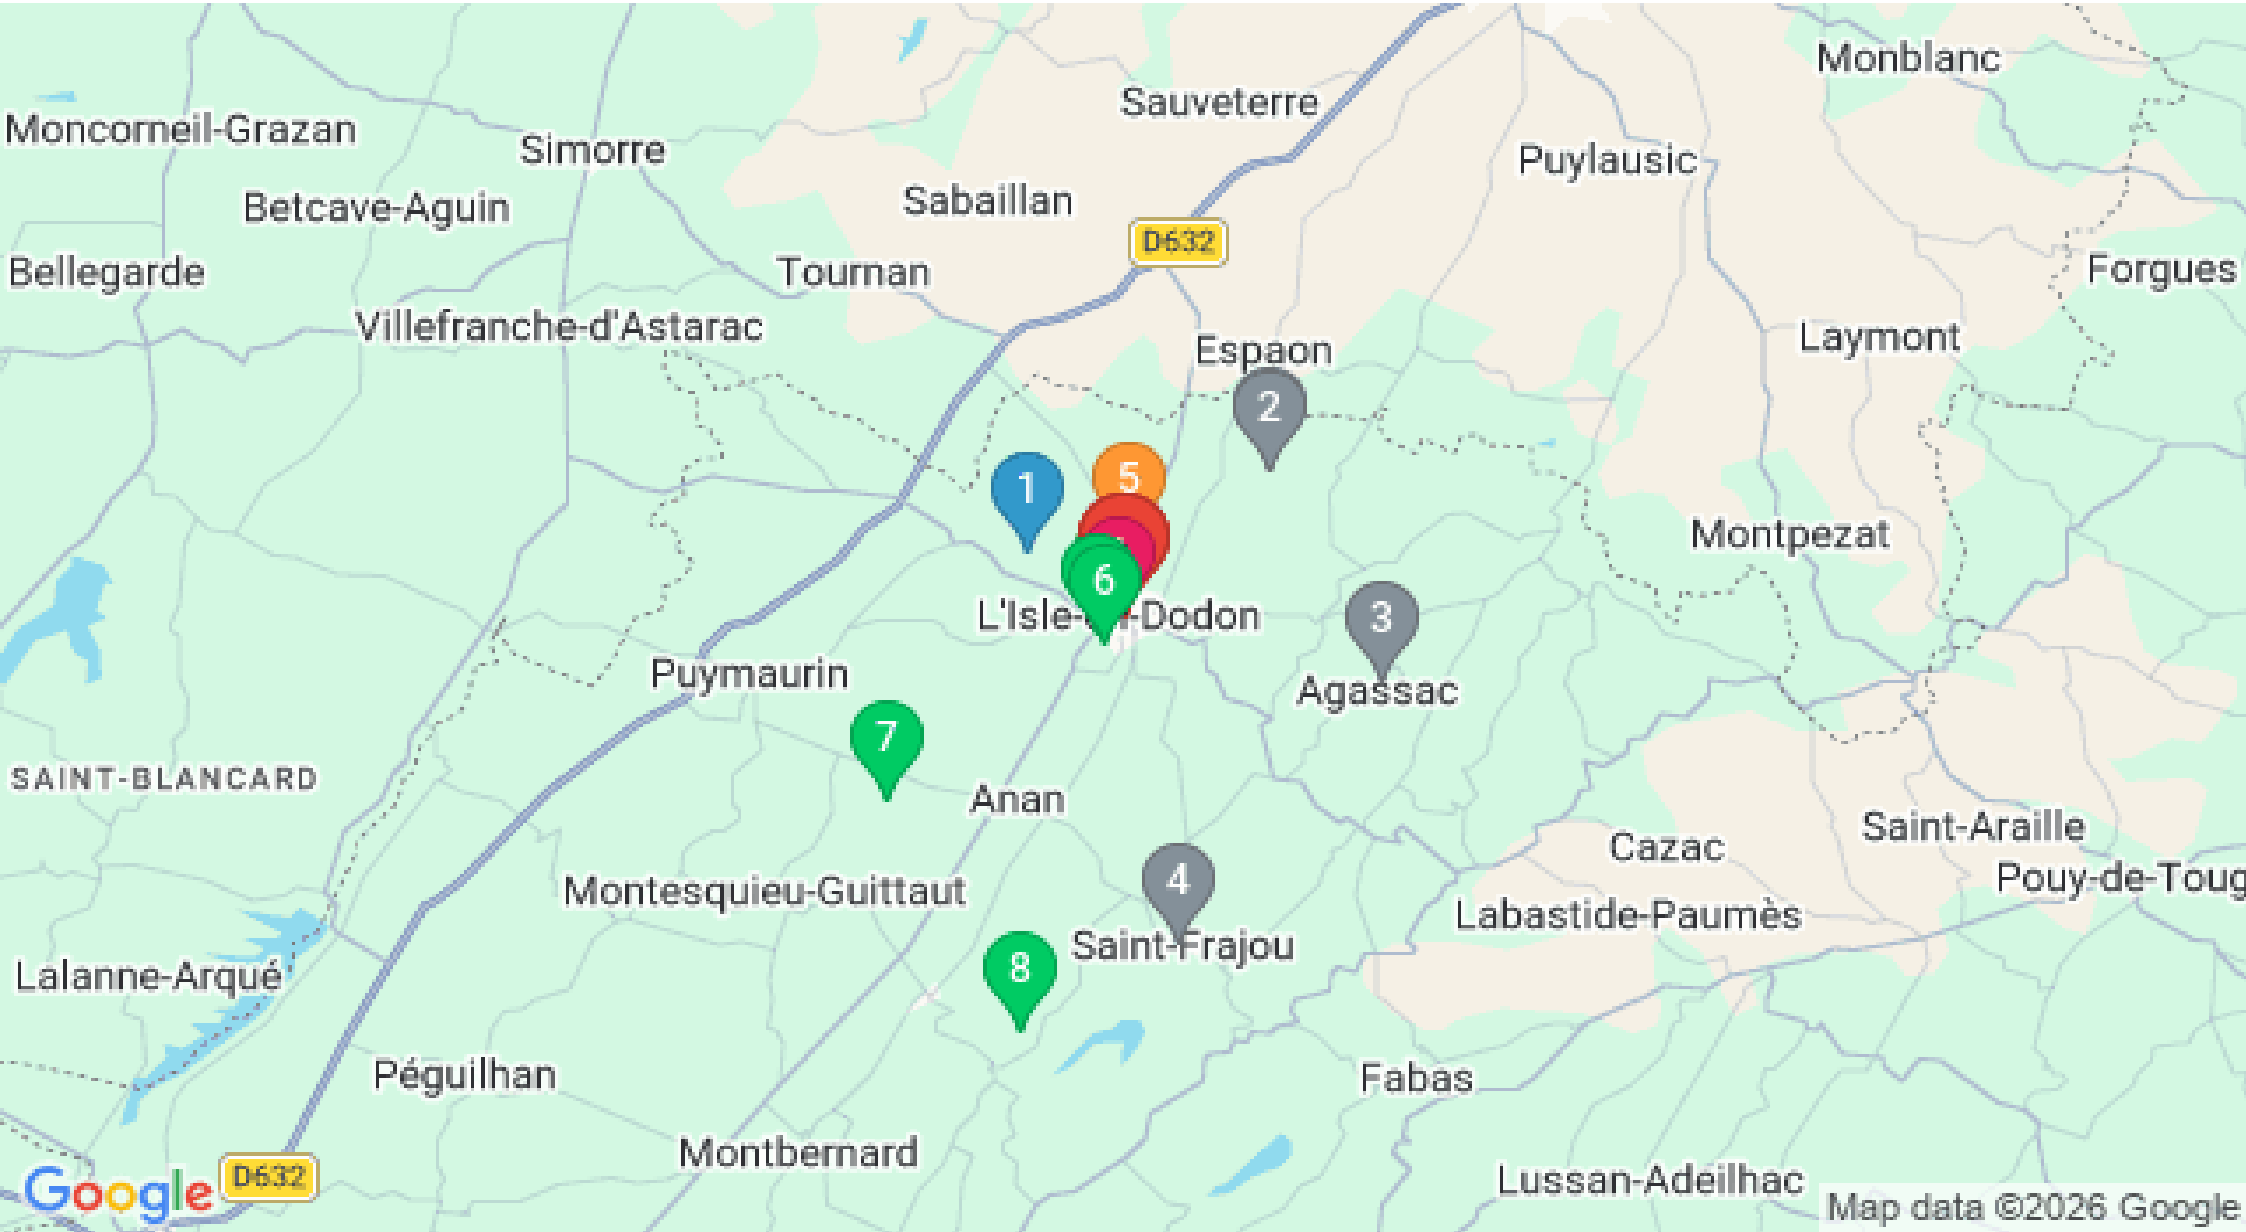 Monblanc
Sauveterre
Moncorneil-Grazan
Simorre
Puylausic
Betcave-Aguin
Sabaillan
D632
Bellegarde
Tournan
Forgues
Villefranche-d'Astarac
Laymont
Espaon
2
5
1
Montpezat
6
L'Isle- -Dodon
3
Puymaurin
Agassac
7
SAINT-BLANCARD
Anan
Saint-Araille
Cazac
4
Pouy-de-Toug
Montesquieu-Guittaut
Labastide-Paumès
Saint-Frajou
8
Lalanne-Arqué
Péguilhan
Fabas
Montbernard
D632
Lussan-Adeilhac
Google
Map data ©2026 Google